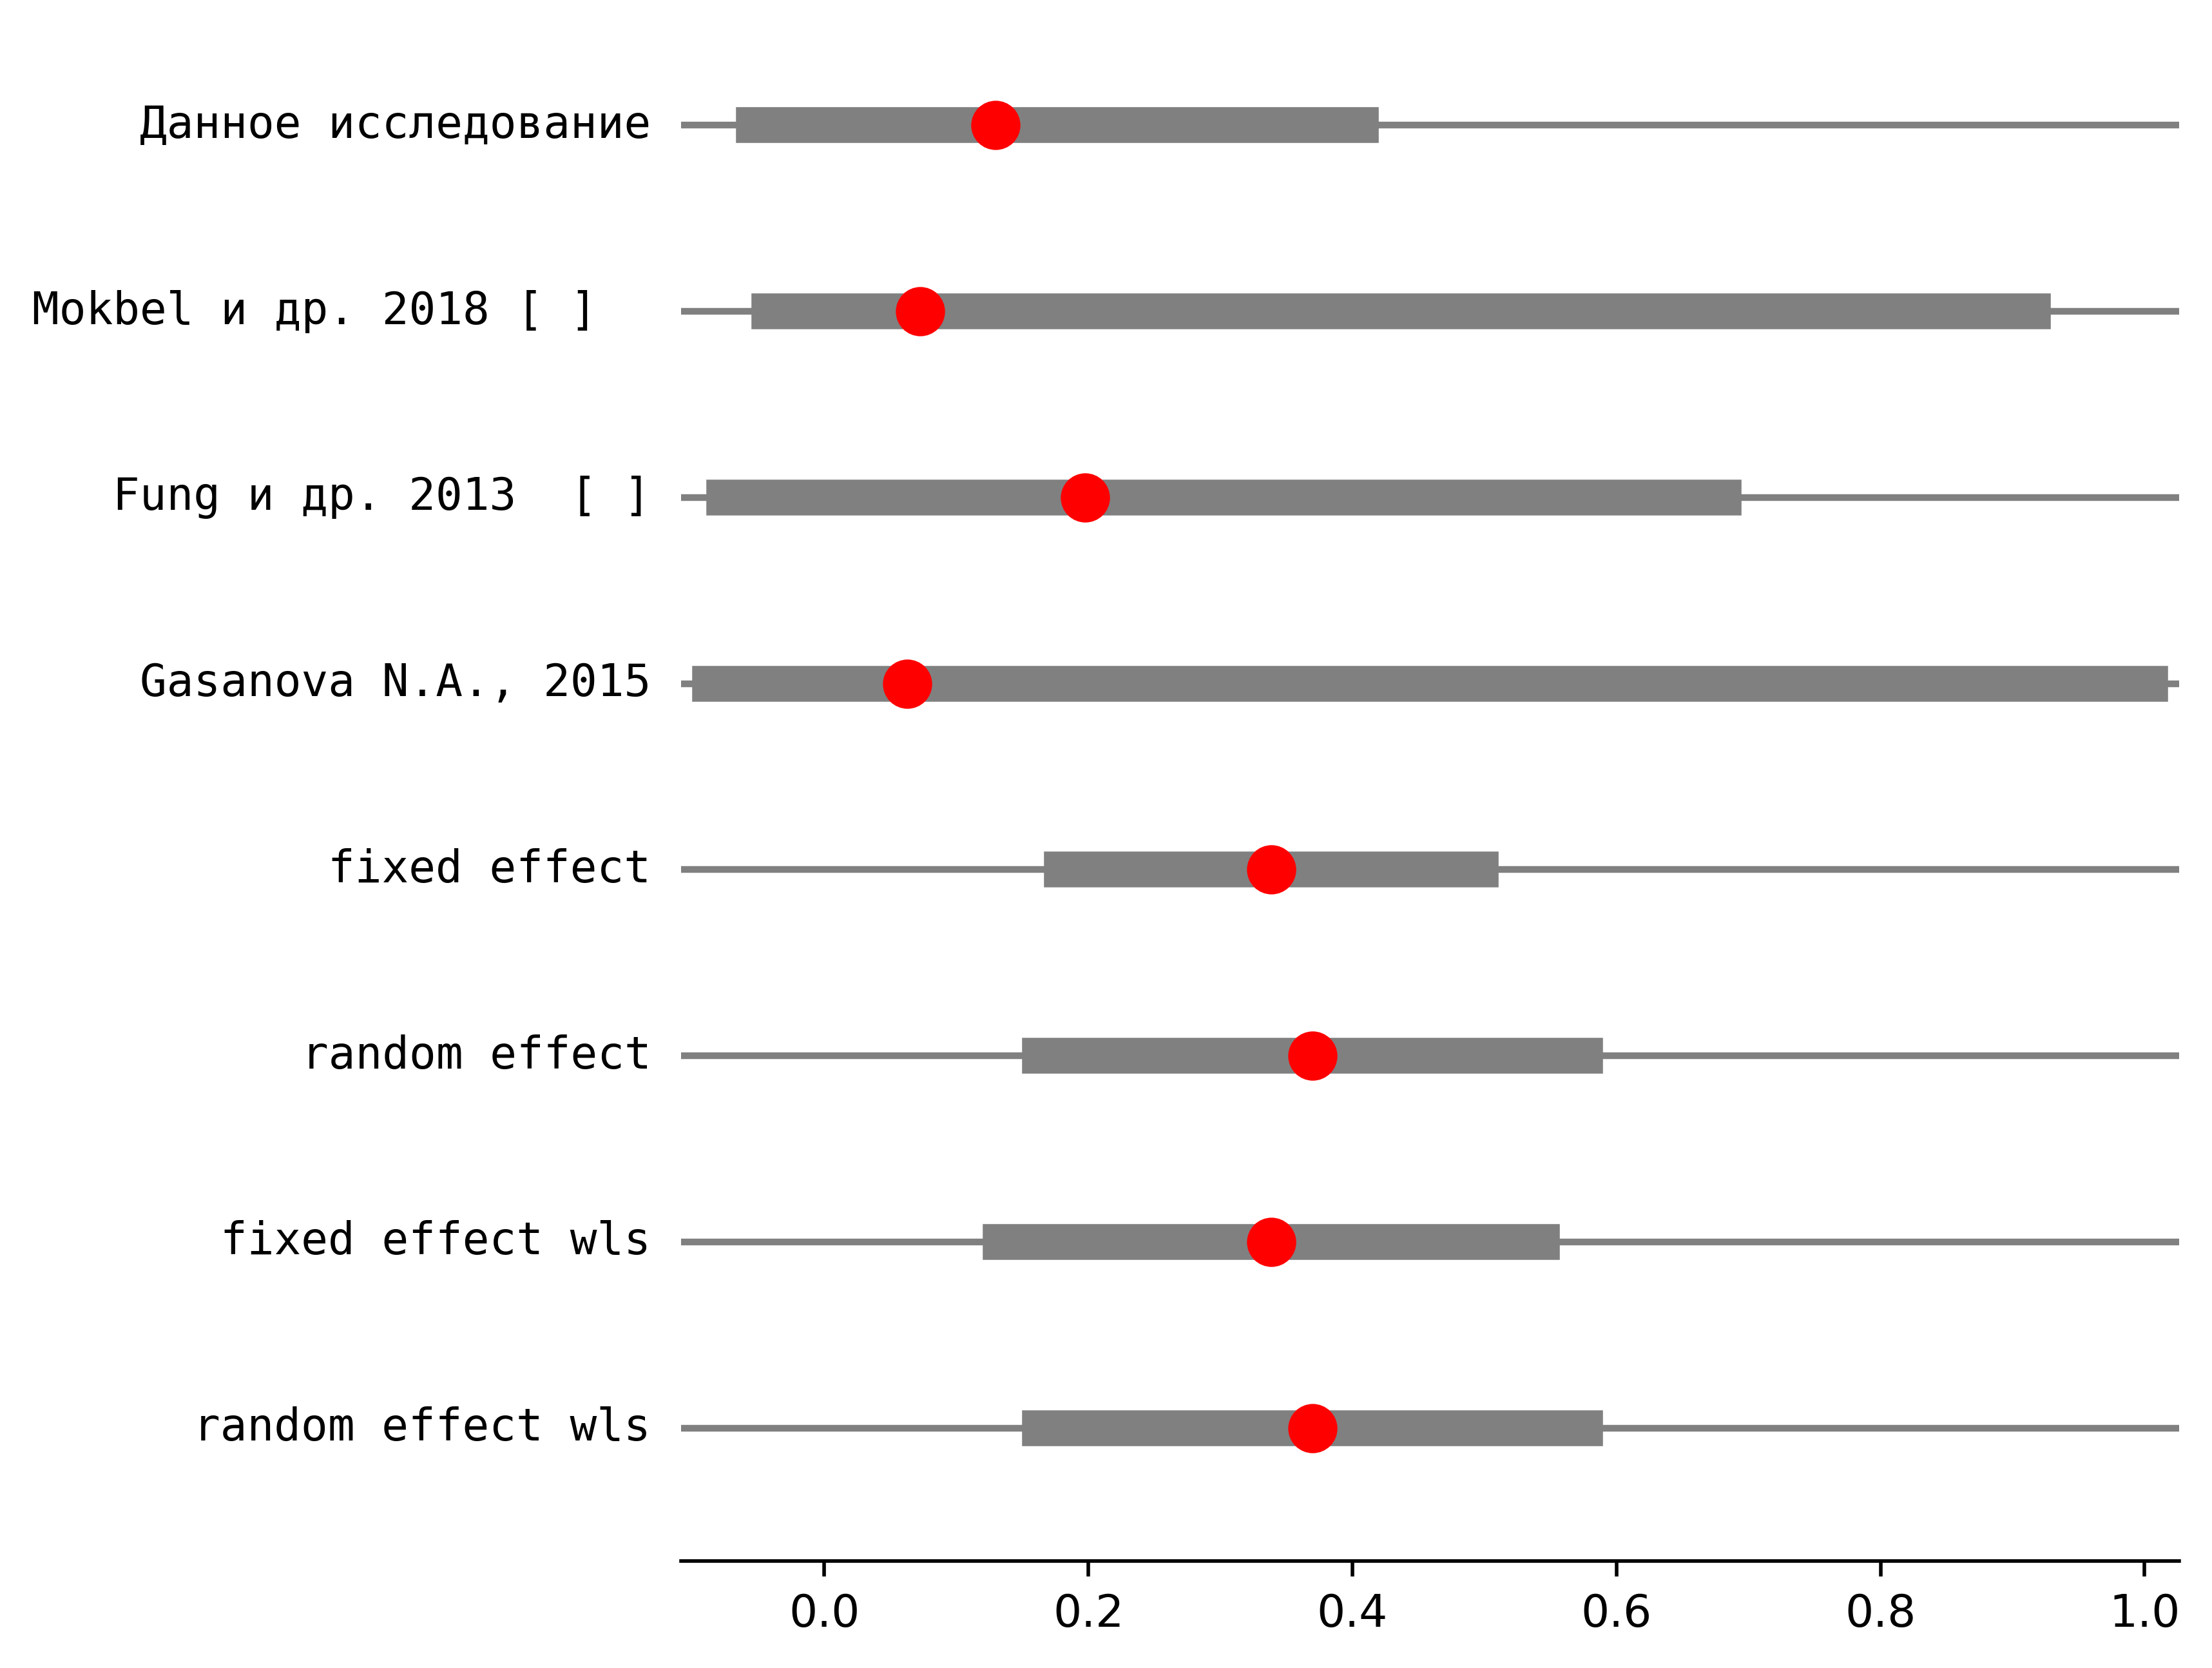 Данное исследование
Mokbel и др. 2018 [ ]
Fung и др. 2013  [ ]
Gasanova N.A., 2015
fixed effect
random effect
fixed effect wls
random effect wls
0.0 0.2 0.4 0.6 0.8 1.0